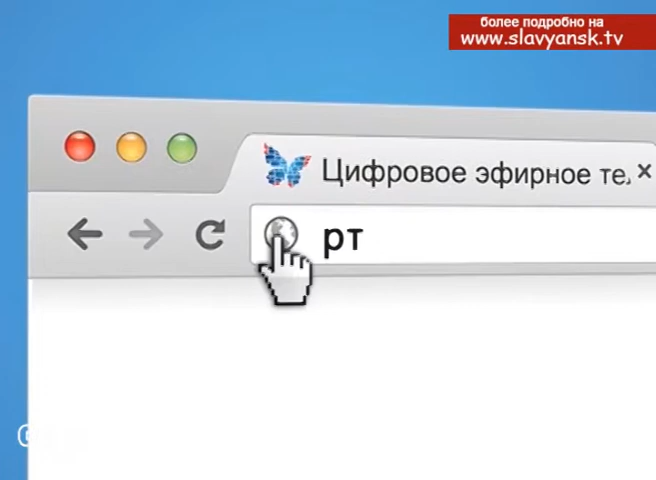 более подробно на
www.slavyansk.tv
Цифровое эфирное те
рт